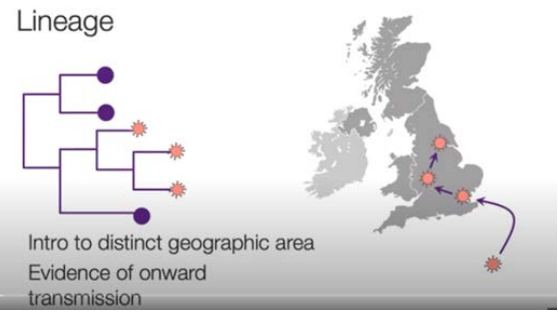 Lineage
Intro to distinct geographic area
Evidence of onward
transmission